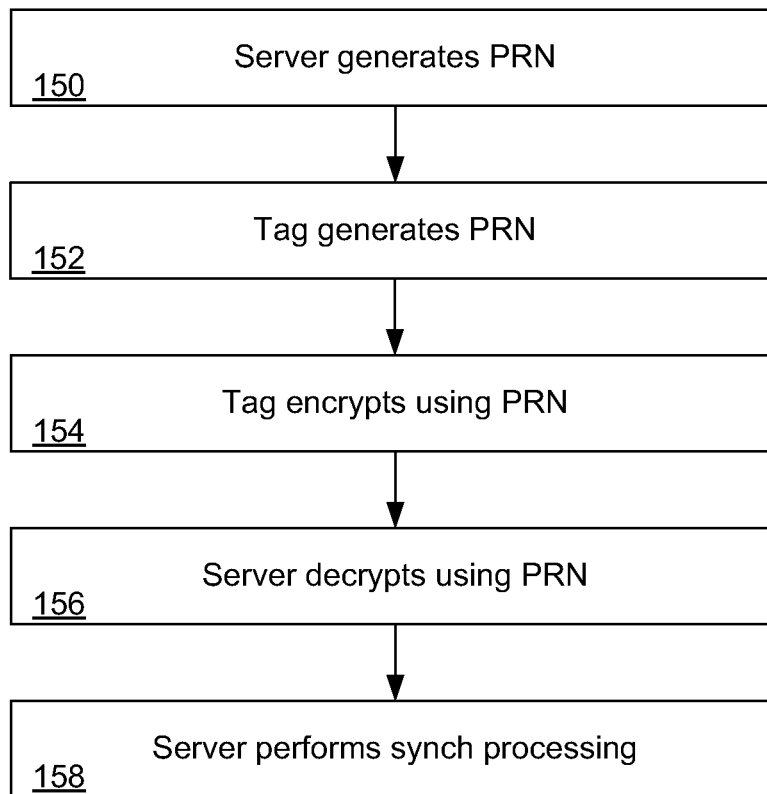 Server generates PRN
150
Tag generates PRN
152
Tag encrypts using PRN
154
Server decrypts using PRN
156
Server performs synch processing
158